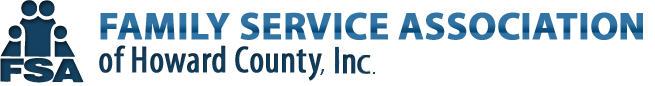 FSA
FAMILY SERVICE ASSOCIATION
of Howard County, Inc.